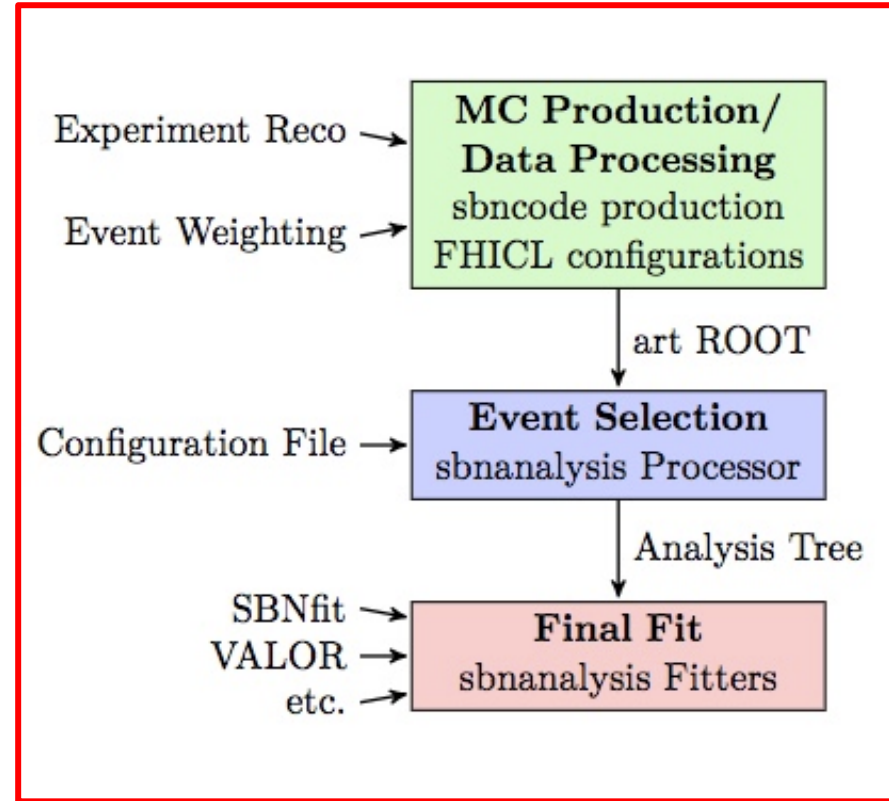 Experiment Reco
Event Weighting
MC Production/
Data Processing
sbncode production
FHICL configurations
art ROOT
Configuration File
Event Selection
sbnanalysis Processor
Analysis Tree
SBNfit
VALOR
etc.
Final Fit
sbnanalysis Fitters